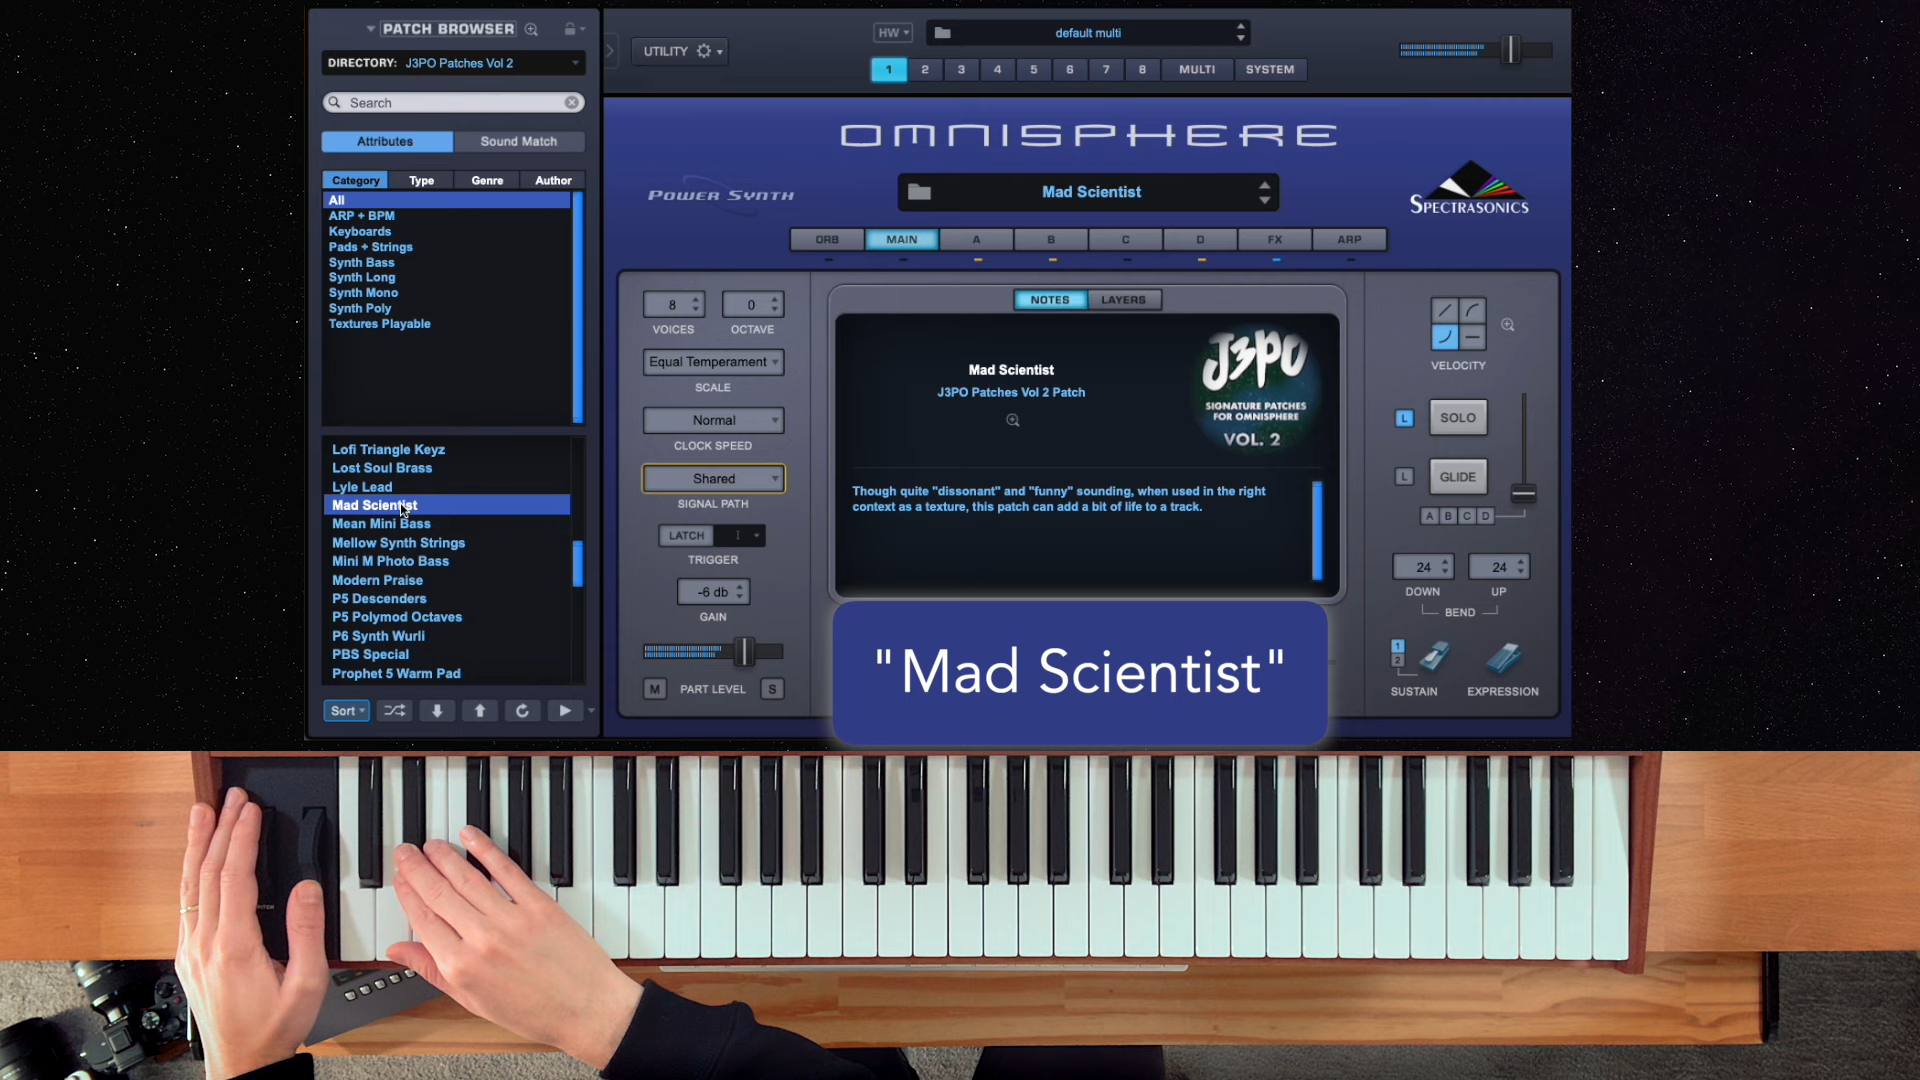 PATCH BROWSER
DIRECTORY: J3PO Patches Vol 2
Search
Attributes
Sound Match
Category
Type
Genre
Author
All
ARP + BPM
Keyboards
Pads + Strings
Synth Bass
Synth Long
Synth Mono
Synth Poly
Textures Playable
Lofi Triangle Keyz
Lost Soul Brass
Lyle Lead
Mad Scientist
Mean Mini Bass
Mellow Synth Strings
Mini M Photo Bass
Modern Praise
P5 Descenders
P5 Polymod Octaves
P6 Synth Wurli
PBS Special
Prophet 5 Warm Pad
Sort
UTILITY
HW
default multi
1 2 3 4 5 6 7 8 MULTI SYSTEM
OMNISPHERE
POWER SYNTH
Mad Scientist
SPECTRASONICS
ORB MAIN A B C D FX ARP
8
0
VOICES
OCTAVE
Equal Temperament
SCALE
Normal
CLOCK SPEED
Shared
SIGNAL PATH
LATCH
TRIGGER
-6 db
GAIN
M PART LEVEL S
NOTES LAYERS
Mad Scientist
J3PO Patches Vol 2 Patch
J3PO
SIGNATURE PATCHES
FOR OMNISPHERE
VOL. 2
Though quite "dissonant" and "funny" sounding, when used in the right
context as a texture, this patch can add a bit of life to a track.
VELOCITY
L SOLO
L GLIDE
A B C D
24
24
DOWN
UP
BEND
1
2
SUSTAIN
EXPRESSION
"Mad Scientist"